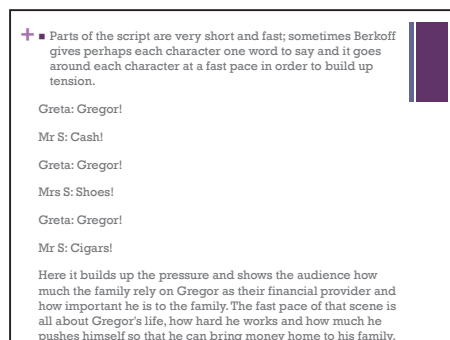 + ■ Parts of the script are very short and fast; sometimes Berkoff
gives perhaps each character one word to say and it goes
around each character at a fast pace in order to build up
tension.
Greta: Gregor!
Mr S: Cash!
Greta: Gregor!
Mrs S: Shoes!
Greta: Gregor!
Mr S: Cigars!
Here it builds up the pressure and shows the audience how
much the family rely on Gregor as their financial provider and
how important he is to the family. The fast pace of that scene is
all about Gregor's life, how hard he works and how much he
pushes himself so that he can bring money home to his family.